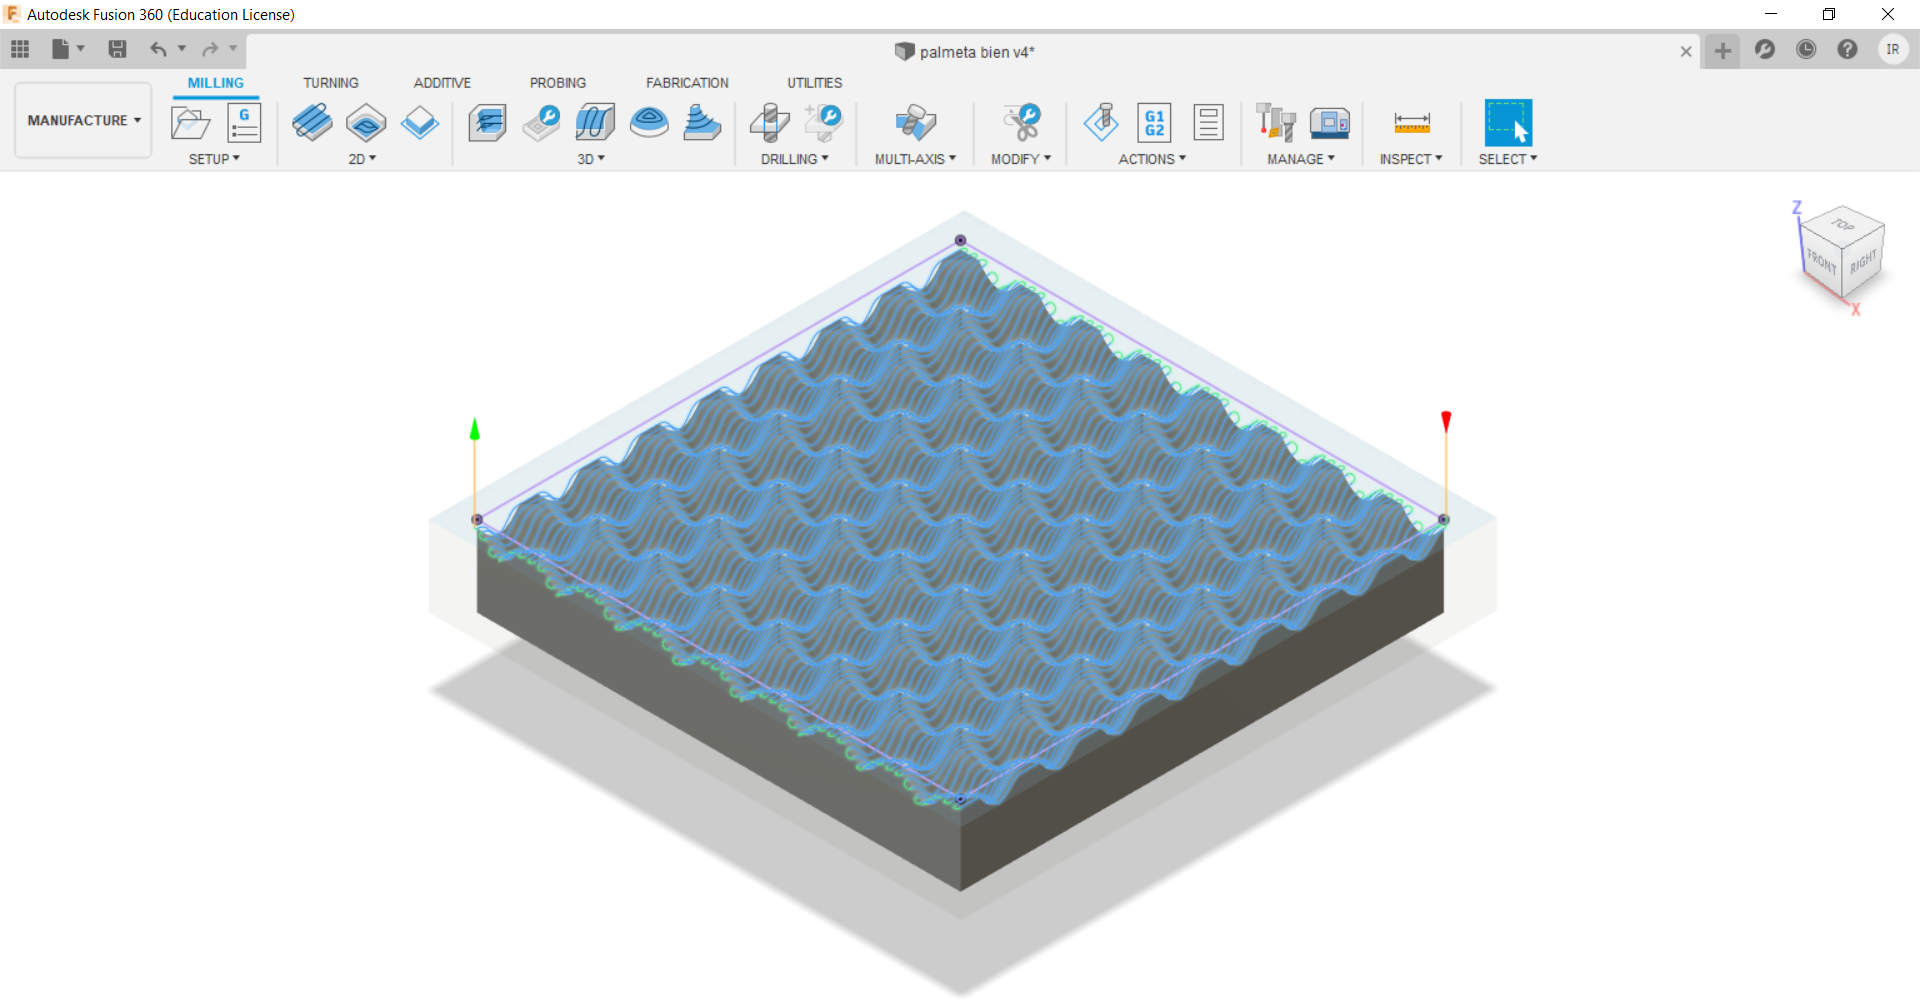 Autodesk Fusion 360 (Education License)
palmeta bien v4*
IR
MILLING TURNING ADDITIVE PROBING FABRICATION UTILITIES
MANUFACTURE
G
G1
G2
SETUP 2D 3D DRILLING MULTI-AXIS MODIFY ACTIONS MANAGE INSPECT SELECT
Z
TOP
FRONT RIGHT
X